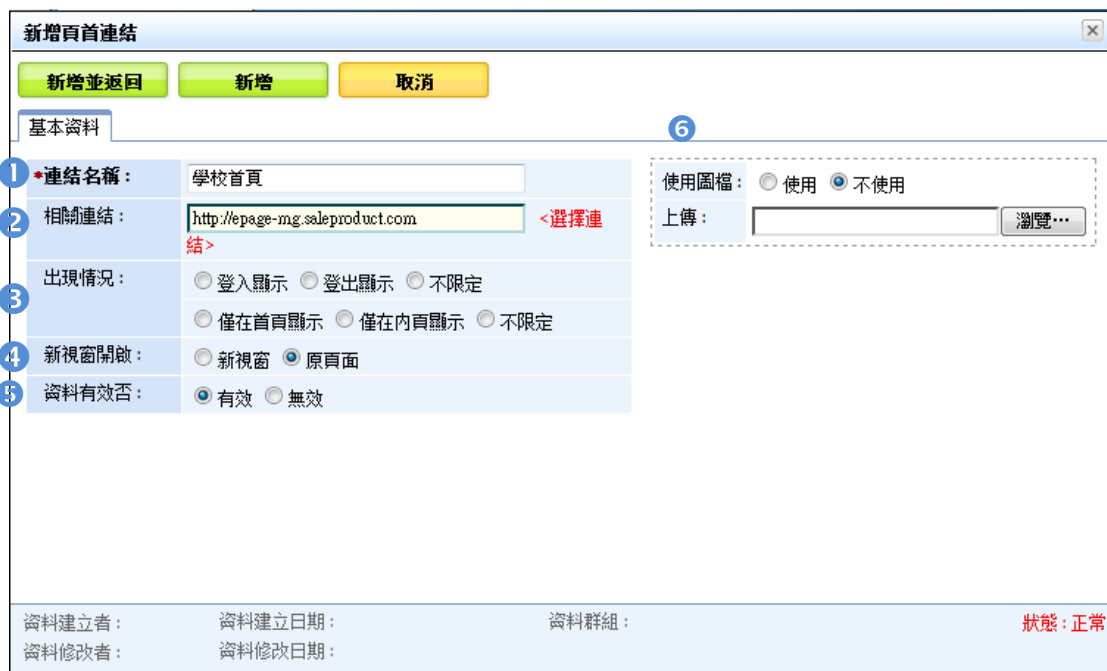 新增頁首連結
新增並返回 新增 取消
基本資料
6
1 *連結名稱： 學校首頁
使用圖檔： 使用 不使用
2 相關連結： http://epage-mg.saleproduct.com <選擇連
結>
上傳： 瀏覽…
3 出現情況： 登入顯示 登出顯示 不限定
僅在首頁顯示 僅在內頁顯示 不限定
4 新視窗開啟： 新視窗 原頁面
5 資料有效否： 有效 無效
資料建立者： 資料建立日期： 資料群組： 狀態：正常
資料修改者： 資料修改日期：